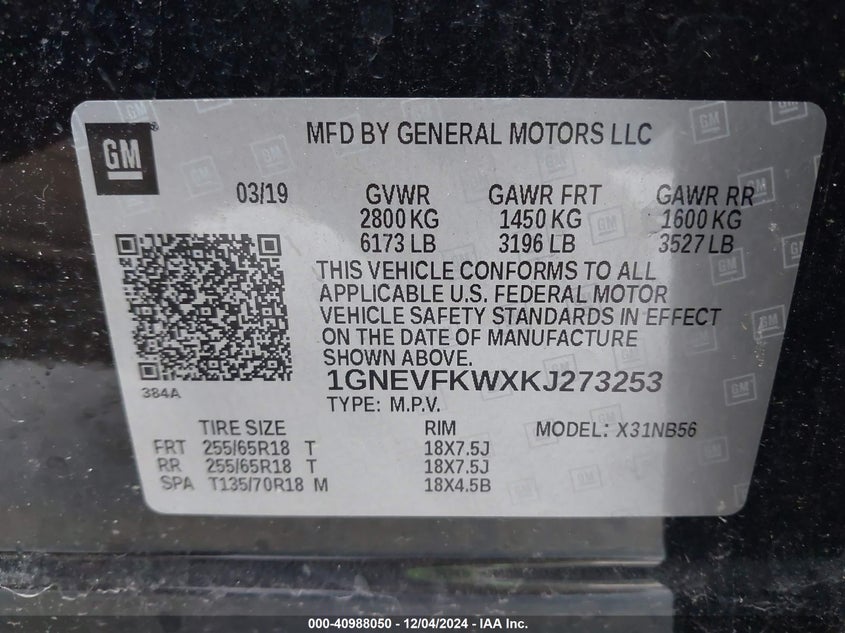 GM
MFD BY GENERAL MOTORS LLC
03/19 GVWR GAWR FRT GAWR RR
2800 KG 1450 KG 1600 KG
6173 LB 3196 LB 3527 LB
THIS VEHICLE CONFORMS TO ALL
APPLICABLE U.S. FEDERAL MOTOR
VEHICLE SAFETY STANDARDS IN EFFECT
ON THE DATE OF MANUFACTURE
SHOWN ABOVE.
384A
1GNEVFKWXKJ273253
TYPE: M.P.V.
TIRE SIZE RIM MODEL: X31NB56
FRT 255/65R18 T 18X7.5J
RR 255/65R18 T 18X7.5J
SPA T135/70R18 M 18X4.5B
000-40988050 - 12/04/2024 - IAA Inc.